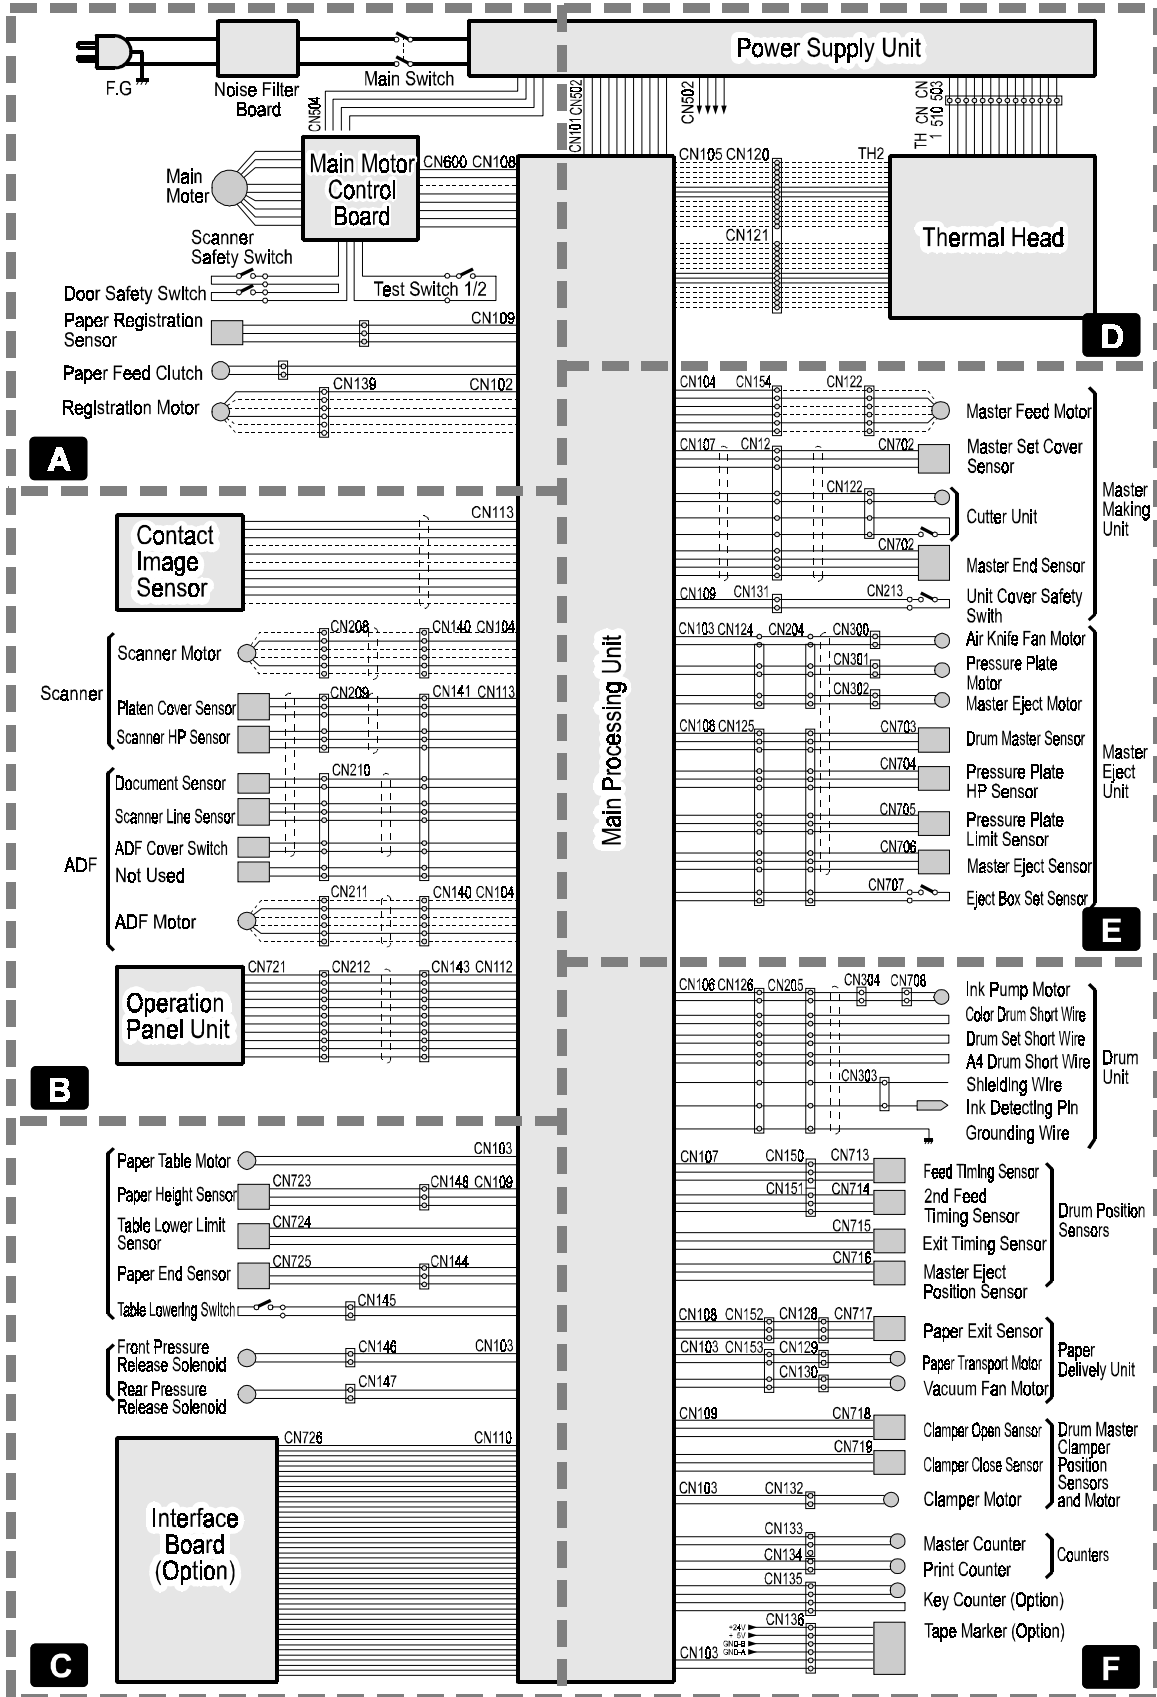 Power Supply Unit
F.G
Noise Filter
Board
Main Switch
CN504
CN101 CN502
CN502
TH CN CN
1 510 503
Main Motor
Control
Board
CN600 CN108
Main
Moter
Scanner
Safety Switch
Door Safety Switch
Test Switch 1/2
Paper Registration
Sensor
CN109
Paper Feed Clutch
CN139
CN102
Registration Motor
A
CN105 CN120
TH2
CN121
Thermal Head
D
Contact
Image
Sensor
CN113
Scanner
Scanner Motor
CN208
CN140 CN104
Platen Cover Sensor
CN209
CN141 CN113
Scanner HP Sensor
ADF
Document Sensor
CN210
Scanner Line Sensor
ADF Cover Switch
Not Used
CN211
CN140 CN104
ADF Motor
Operation
Panel Unit
CN721
CN212
CN143 CN112
B
Main Processing Unit
CN104
CN154
CN122
Master Feed Motor
CN107
CN12
CN702
Master Set Cover
Sensor
CN122
Cutter Unit
CN702
Master End Sensor
CN109
CN131
CN213
Unit Cover Safety
Swith
Master
Making
Unit
CN103 CN124
CN204
CN300
Air Knife Fan Motor
CN301
Pressure Plate
Motor
CN302
Master Eject Motor
CN108 CN125
CN703
Drum Master Sensor
CN704
Pressure Plate
HP Sensor
CN705
Pressure Plate
Limit Sensor
CN706
Master Eject Sensor
CN707
Eject Box Set Sensor
Master
Eject
Unit
E
Paper Table Motor
CN103
Paper Height Sensor
CN723
CN148 CN109
Table Lower Limit
Sensor
CN724
Paper End Sensor
CN725
CN144
Table Lowering Switch
CN145
Front Pressure
Release Solenoid
CN146
CN103
Rear Pressure
Release Solenoid
CN147
Interface
Board
(Option)
CN726
CN110
C
CN106 CN126
CN205
CN304
CN708
Ink Pump Motor
Color Drum Short Wire
Drum Set Short Wire
A4 Drum Short Wire
CN303
Shielding Wire
Ink Detecting Pin
Grounding Wire
Drum
Unit
CN107
CN150
CN713
Feed Timing Sensor
CN151
CN714
2nd Feed
Timing Sensor
CN715
Exit Timing Sensor
CN716
Master Eject
Position Sensor
Drum Position
Sensors
CN108 CN152
CN128
CN717
Paper Exit Sensor
CN103 CN153
CN129
Paper Transport Motor
CN130
Vacuum Fan Motor
Paper
Delively Unit
CN109
CN718
Clamper Open Sensor
CN719
Clamper Close Sensor
CN103
CN132
Clamper Motor
Drum Master
Clamper
Position
Sensors
and Motor
CN133
Master Counter
CN134
Print Counter
Counters
CN135
Key Counter (Option)
CN136
Tape Marker (Option)
+24V
+ 5V
GND-B
GND-A
CN103
F